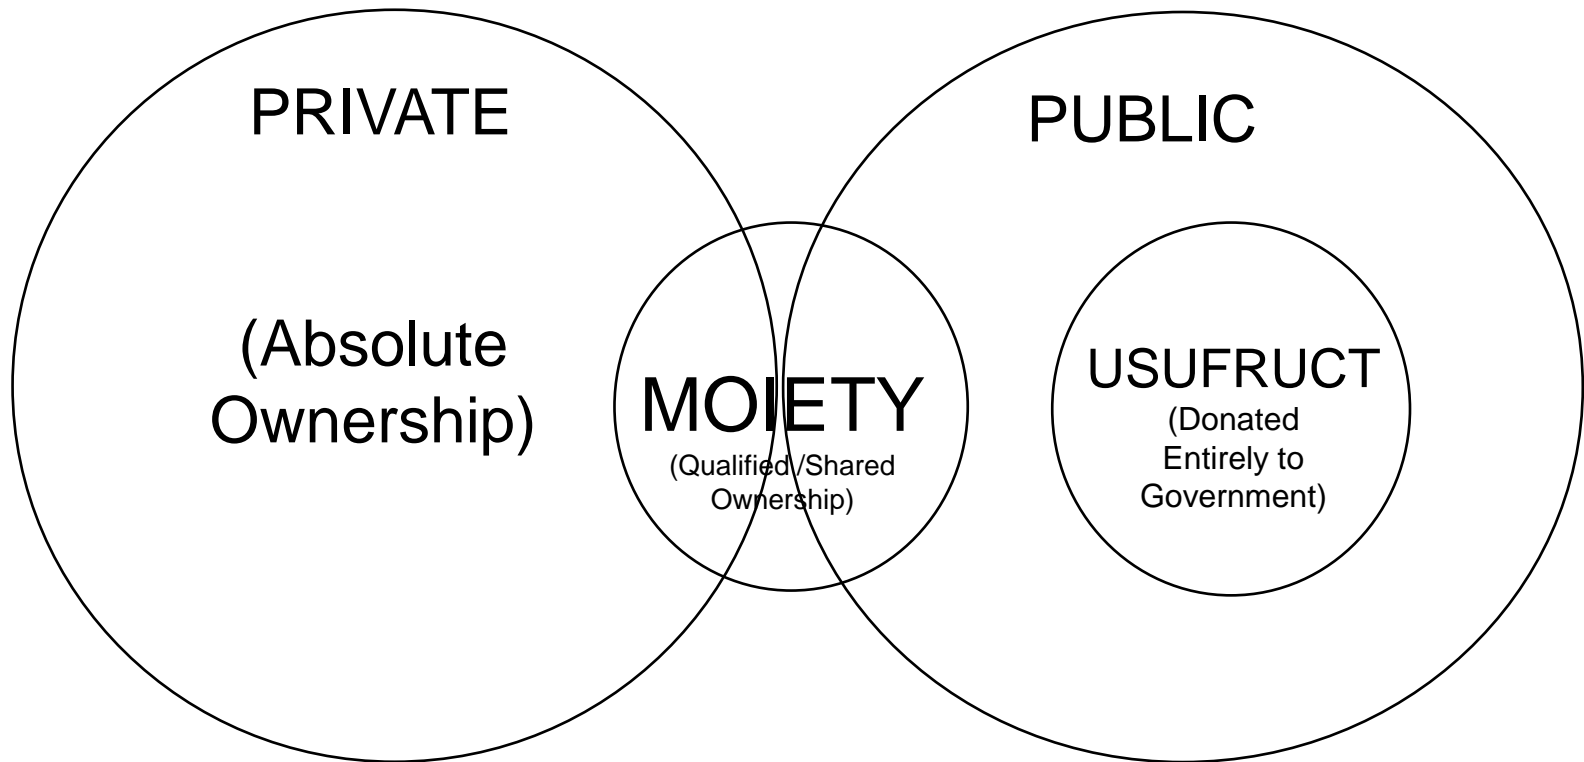 PRIVATE
(Absolute
Ownership)
MOIETY
(Qualified /Shared
Ownership)
PUBLIC
USUFRUCT
(Donated
Entirely to
Government)